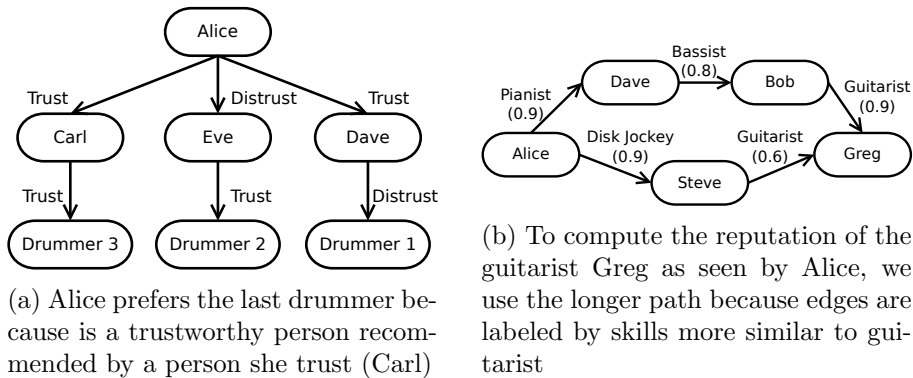 Alice
Trust
Distrust
Trust
Carl
Eve
Dave
Trust
Trust
Distrust
Drummer 3
Drummer 2
Drummer 1
(a) Alice prefers the last drummer be-
cause is a trustworthy person recom-
mended by a person she trust (Carl)
Bassist
(0.8)
Dave
Bob
Pianist
(0.9)
Guitarist
(0.9)
Disk Jockey
(0.9)
Guitarist
(0.6)
Alice
Greg
Steve
(b) To compute the reputation of the
guitarist Greg as seen by Alice, we
use the longer path because edges are
labeled by skills more similar to gui-
tarist